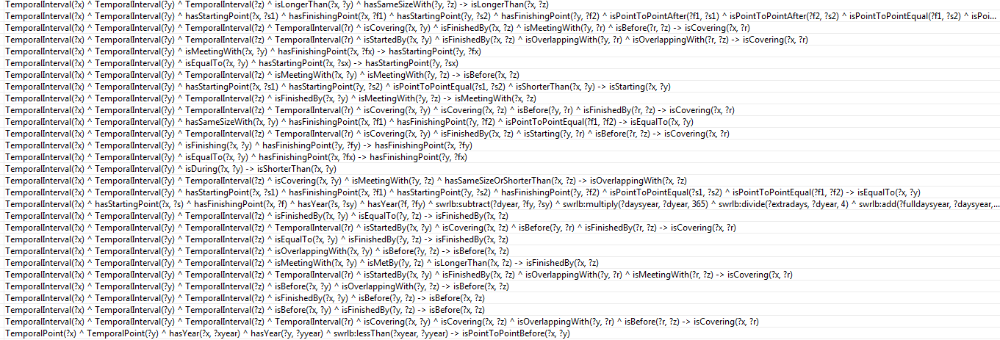 TemporalInterval(?x) ^ TemporalInterval(?y) ^ TemporalInterval(?z) ^ isLongerThan(?x, ?y) ^ hasSameSizeWith(?y, ?z) -> isLongerThan(?x, ?z)
TemporalInterval(?x) ^ TemporalInterval(?y) ^ hasStartingPoint(?x, ?s1) ^ hasFinishingPoint(?x, ?f1) ^ hasStartingPoint(?y, ?s2) ^ hasFinishingPoint(?y, ?f2) ^ isPointToPointAfter(?f1, ?s1) ^ isPointToPointAfter(?f2, ?s2) ^ isPointToPointEqual(?f1, ?s2) ^ isPoi...
TemporalInterval(?x) ^ TemporalInterval(?y) ^ TemporalInterval(?z) ^ TemporalInterval(?r) ^ isCovering(?x, ?y) ^ isFinishedBy(?x, ?z) ^ isMeetingWith(?y, ?r) ^ isBefore(?r, ?z) -> isCovering(?x, ?r)
TemporalInterval(?x) ^ TemporalInterval(?y) ^ TemporalInterval(?z) ^ TemporalInterval(?r) ^ isStartedBy(?x, ?y) ^ isFinishedBy(?x, ?z) ^ isOverlappingWith(?y, ?r) ^ isOverlappingWith(?r, ?z) -> isCovering(?x, ?r)
TemporalInterval(?x) ^ TemporalInterval(?y) ^ isMeetingWith(?x, ?y) ^ hasFinishingPoint(?x, ?fx) -> hasStartingPoint(?y, ?fx)
TemporalInterval(?x) ^ TemporalInterval(?y) ^ isEqualTo(?x, ?y) ^ hasStartingPoint(?x, ?sx) -> hasStartingPoint(?y, ?sx)
TemporalInterval(?x) ^ TemporalInterval(?y) ^ TemporalInterval(?z) ^ isMeetingWith(?x, ?y) ^ isMeetingWith(?y, ?z) -> isBefore(?x, ?z)
TemporalInterval(?x) ^ TemporalInterval(?y) ^ hasStartingPoint(?x, ?s1) ^ hasStartingPoint(?y, ?s2) ^ isPointToPointEqual(?s1, ?s2) ^ isShorterThan(?x, ?y) -> isStarting(?x, ?y)
TemporalInterval(?x) ^ TemporalInterval(?y) ^ TemporalInterval(?z) ^ isFinishedBy(?x, ?y) ^ isMeetingWith(?y, ?z) -> isMeetingWith(?x, ?z)
TemporalInterval(?x) ^ TemporalInterval(?y) ^ TemporalInterval(?z) ^ TemporalInterval(?r) ^ isCovering(?x, ?y) ^ isCovering(?x, ?z) ^ isBefore(?y, ?r) ^ isFinishedBy(?r, ?z) -> isCovering(?x, ?r)
TemporalInterval(?x) ^ TemporalInterval(?y) ^ hasSameSizeWith(?x, ?y) ^ hasFinishingPoint(?x, ?f1) ^ hasFinishingPoint(?y, ?f2) ^ isPointToPointEqual(?f1, ?f2) -> isEqualTo(?x, ?y)
TemporalInterval(?x) ^ TemporalInterval(?y) ^ TemporalInterval(?z) ^ TemporalInterval(?r) ^ isCovering(?x, ?y) ^ isFinishedBy(?x, ?z) ^ isStarting(?y, ?r) ^ isBefore(?r, ?z) -> isCovering(?x, ?r)
TemporalInterval(?x) ^ TemporalInterval(?y) ^ isFinishing(?x, ?y) ^ hasFinishingPoint(?y, ?fy) -> hasFinishingPoint(?x, ?fy)
TemporalInterval(?x) ^ TemporalInterval(?y) ^ isEqualTo(?x, ?y) ^ hasFinishingPoint(?x, ?fx) -> hasFinishingPoint(?y, ?fx)
TemporalInterval(?x) ^ TemporalInterval(?y) ^ isDuring(?x, ?y) -> isShorterThan(?x, ?y)
TemporalInterval(?x) ^ TemporalInterval(?y) ^ TemporalInterval(?z) ^ isCovering(?x, ?y) ^ isMeetingWith(?y, ?z) ^ hasSameSizeOrShorterThan(?x, ?z) -> isOverlappingWith(?x, ?z)
TemporalInterval(?x) ^ TemporalInterval(?y) ^ hasStartingPoint(?x, ?s1) ^ hasFinishingPoint(?x, ?f1) ^ hasStartingPoint(?y, ?s2) ^ hasFinishingPoint(?y, ?f2) ^ isPointToPointEqual(?s1, ?s2) ^ isPointToPointEqual(?f1, ?f2) -> isEqualTo(?x, ?y)
TemporalInterval(?x) ^ hasStartingPoint(?x, ?s) ^ hasFinishingPoint(?x, ?f) ^ hasYear(?s, ?sy) ^ hasYear(?f, ?fy) ^ swrlb:subtract(?dyear, ?fy, ?sy) ^ swrlb:multiply(?daysyear, ?dyear, 365) ^ swrlb:divide(?extradays, ?dyear, 4) ^ swrlb:add(?fulldaysyear, ?daysyear,...
TemporalInterval(?x) ^ TemporalInterval(?y) ^ TemporalInterval(?z) ^ isFinishedBy(?x, ?y) ^ isEqualTo(?y, ?z) -> isFinishedBy(?x, ?z)
TemporalInterval(?x) ^ TemporalInterval(?y) ^ TemporalInterval(?z) ^ TemporalInterval(?r) ^ isStartedBy(?x, ?y) ^ isCovering(?x, ?z) ^ isBefore(?y, ?r) ^ isFinishedBy(?r, ?z) -> isCovering(?x, ?r)
TemporalInterval(?x) ^ TemporalInterval(?y) ^ TemporalInterval(?z) ^ isEqualTo(?x, ?y) ^ isFinishedBy(?y, ?z) -> isFinishedBy(?x, ?z)
TemporalInterval(?x) ^ TemporalInterval(?y) ^ TemporalInterval(?z) ^ isOverlappingWith(?x, ?y) ^ isBefore(?y, ?z) -> isBefore(?x, ?z)
TemporalInterval(?x) ^ TemporalInterval(?y) ^ TemporalInterval(?z) ^ isMeetingWith(?x, ?y) ^ isMetBy(?y, ?z) ^ isLongerThan(?x, ?z) -> isFinishedBy(?x, ?z)
TemporalInterval(?x) ^ TemporalInterval(?y) ^ TemporalInterval(?z) ^ TemporalInterval(?r) ^ isStartedBy(?x, ?y) ^ isFinishedBy(?x, ?z) ^ isOverlappingWith(?y, ?r) ^ isMeetingWith(?r, ?z) -> isCovering(?x, ?r)
TemporalInterval(?x) ^ TemporalInterval(?y) ^ TemporalInterval(?z) ^ isBefore(?x, ?y) ^ isOverlappingWith(?y, ?z) -> isBefore(?x, ?z)
TemporalInterval(?x) ^ TemporalInterval(?y) ^ TemporalInterval(?z) ^ isFinishedBy(?x, ?y) ^ isBefore(?y, ?z) -> isBefore(?x, ?z)
TemporalInterval(?x) ^ TemporalInterval(?y) ^ TemporalInterval(?z) ^ isBefore(?x, ?y) ^ isFinishedBy(?y, ?z) -> isBefore(?x, ?z)
TemporalInterval(?x) ^ TemporalInterval(?y) ^ TemporalInterval(?z) ^ TemporalInterval(?r) ^ isCovering(?x, ?y) ^ isCovering(?x, ?z) ^ isOverlappingWith(?y, ?r) ^ isBefore(?r, ?z) -> isCovering(?x, ?r)
TemporalPoint(?x) ^ TemporalPoint(?y) ^ hasYear(?x, ?xyear) ^ hasYear(?y, ?yyear) ^ swrlb:lessThan(?xyear, ?yyear) -> isPointToPointBefore(?x, ?y)